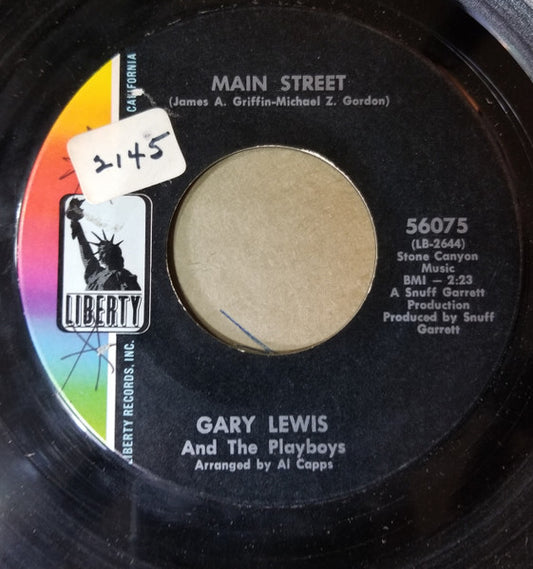 MAIN STREET
(James A. Griffin-Michael Z. Gordon)
2145
LIBERTY
LIBERTY RECORDS, INC.
CALIFORNIA
56075
(LB-2644)
Stone Canyon
Music
BMI — 2:23
A Snuff Garrett
Production
Produced by Snuff
Garrett
GARY LEWIS
And The Playboys
Arranged by Al Capps